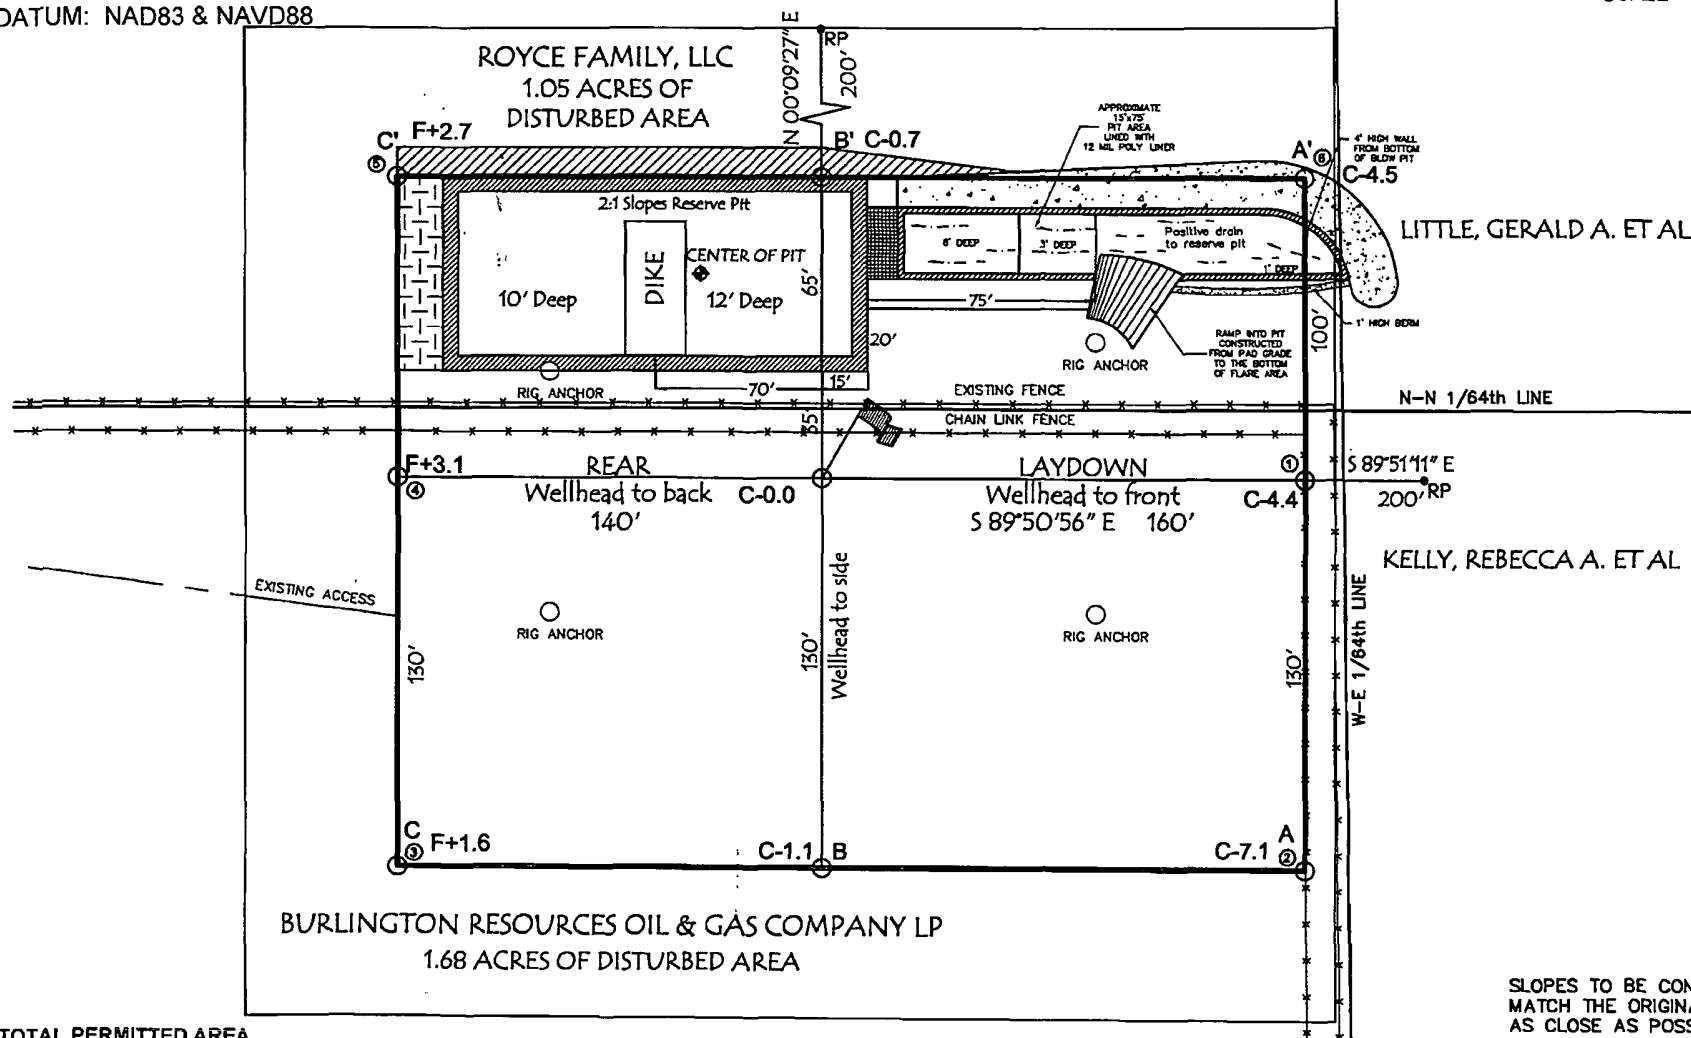 DATUM: NAD83 & NAVD88
ROYCE FAMILY, LLC
1.05 ACRES OF
DISTURBED AREA
N 00°09'27" E
RP
200'
APPROXIMATE
15'x75'
PIT AREA
LINED WITH
12 MIL POLY LINER
4' HIGH WALL
FROM BOTTOM
OF BLOW PIT
C' F+2.7
5
B' C-0.7
A' 6
C-4.5
LITTLE, GERALD A. ET AL
2:1 Slopes Reserve Pit
CENTER OF PIT
DIKE
10' Deep
12' Deep
65'
6' DEEP
3' DEEP
Positive drain
to reserve pit
1' DEEP
75'
1' HIGH BERM
100'
RAMP INTO PIT
CONSTRUCTED
FROM PAD GRADE
TO THE BOTTOM
OF FLARE AREA
20'
RIG ANCHOR
RIG ANCHOR
70'
15'
35'
EXISTING FENCE
CHAIN LINK FENCE
N-N 1/64th LINE
F+3.1
4
REAR
Wellhead to back
140'
C-0.0
LAYDOWN
Wellhead to front
S 89°50'56" E 160'
1
C-4.4
S 89°51'11" E
200' RP
KELLY, REBECCA A. ET AL
EXISTING ACCESS
RIG ANCHOR
RIG ANCHOR
130'
130'
Wellhead to side
130'
W-E 1/64th LINE
C
3 F+1.6
C-1.1 B
A
C-7.1 2
BURLINGTON RESOURCES OIL & GAS COMPANY LP
1.68 ACRES OF DISTURBED AREA
SLOPES TO BE CON
MATCH THE ORIGIN
AS CLOSE AS POSS
TOTAL PERMITTED AREA